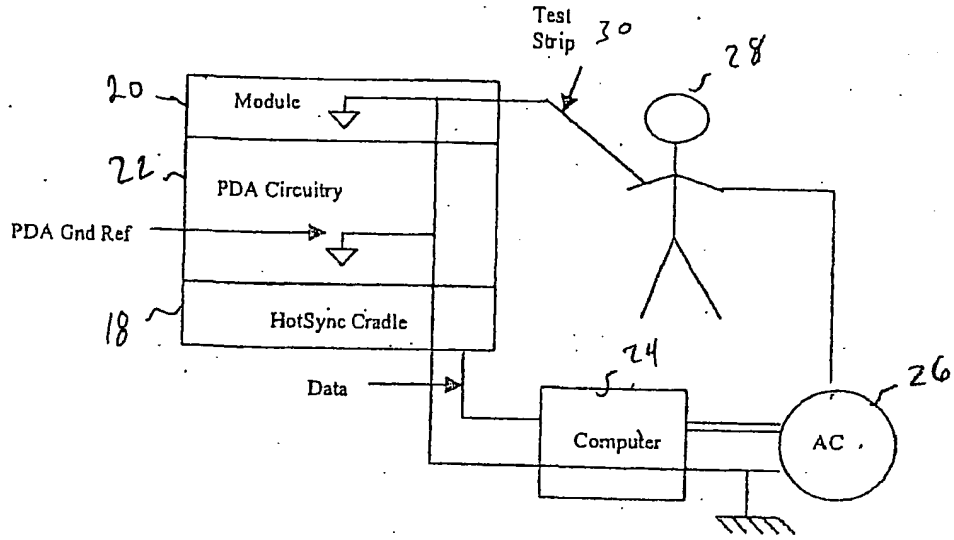 Test
Strip 30
28
20
Module
22
PDA Circuitry
PDA Gnd Ref
18
HotSync Cradle
24
Data
26
Computer
AC